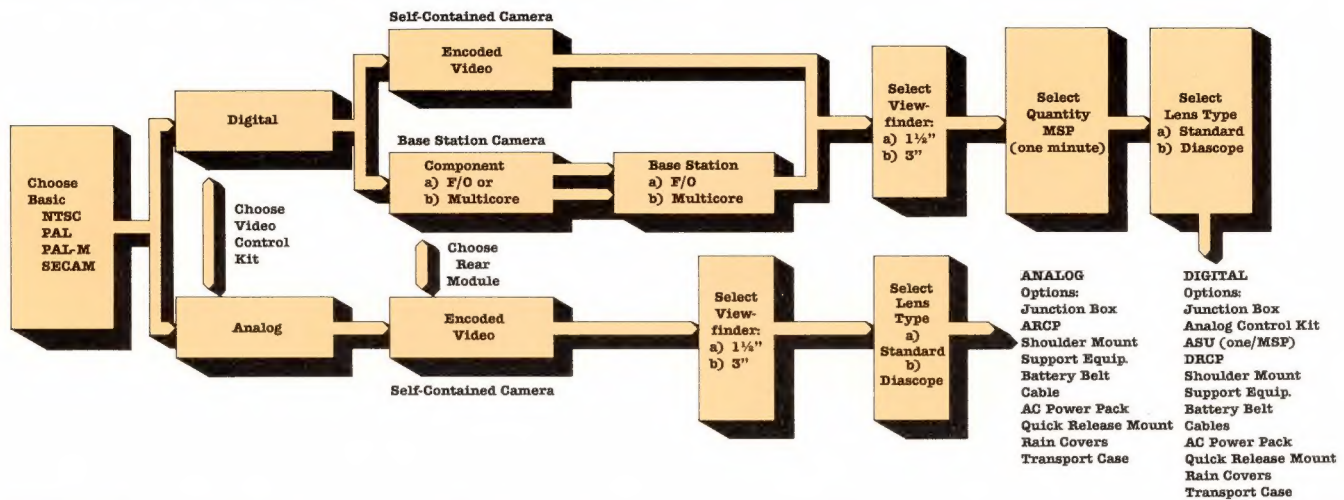 Self-Contained Camera
Encoded
Video
Digital
Base Station Camera
Component
a) F/O or
b) Multicore
Base Station
a) F/O
b) Multicore
Select
View-
finder:
a) 1½"
b) 3"
Select
Quantity
MSP
(one minute)
Select
Lens Type
a) Standard
b) Diascope
Choose
Basic
NTSC
PAL
PAL-M
SECAM
Choose
Video
Control
Kit
Choose
Rear
Module
Analog
Encoded
Video
Self-Contained Camera
Select
View-
finder:
a) 1½"
b) 3"
Select
Lens
Type
a)
Standard
b)
Diascope
ANALOG
Options:
Junction Box
ARCP
Shoulder Mount
Support Equip.
Battery Belt
Cable
AC Power Pack
Quick Release Mount
Rain Covers
Transport Case
DIGITAL
Options:
Junction Box
Analog Control Kit
ASU (one/MSP)
DRCP
Shoulder Mount
Support Equip.
Battery Belt
Cables
AC Power Pack
Quick Release Mount
Rain Covers
Transport Case